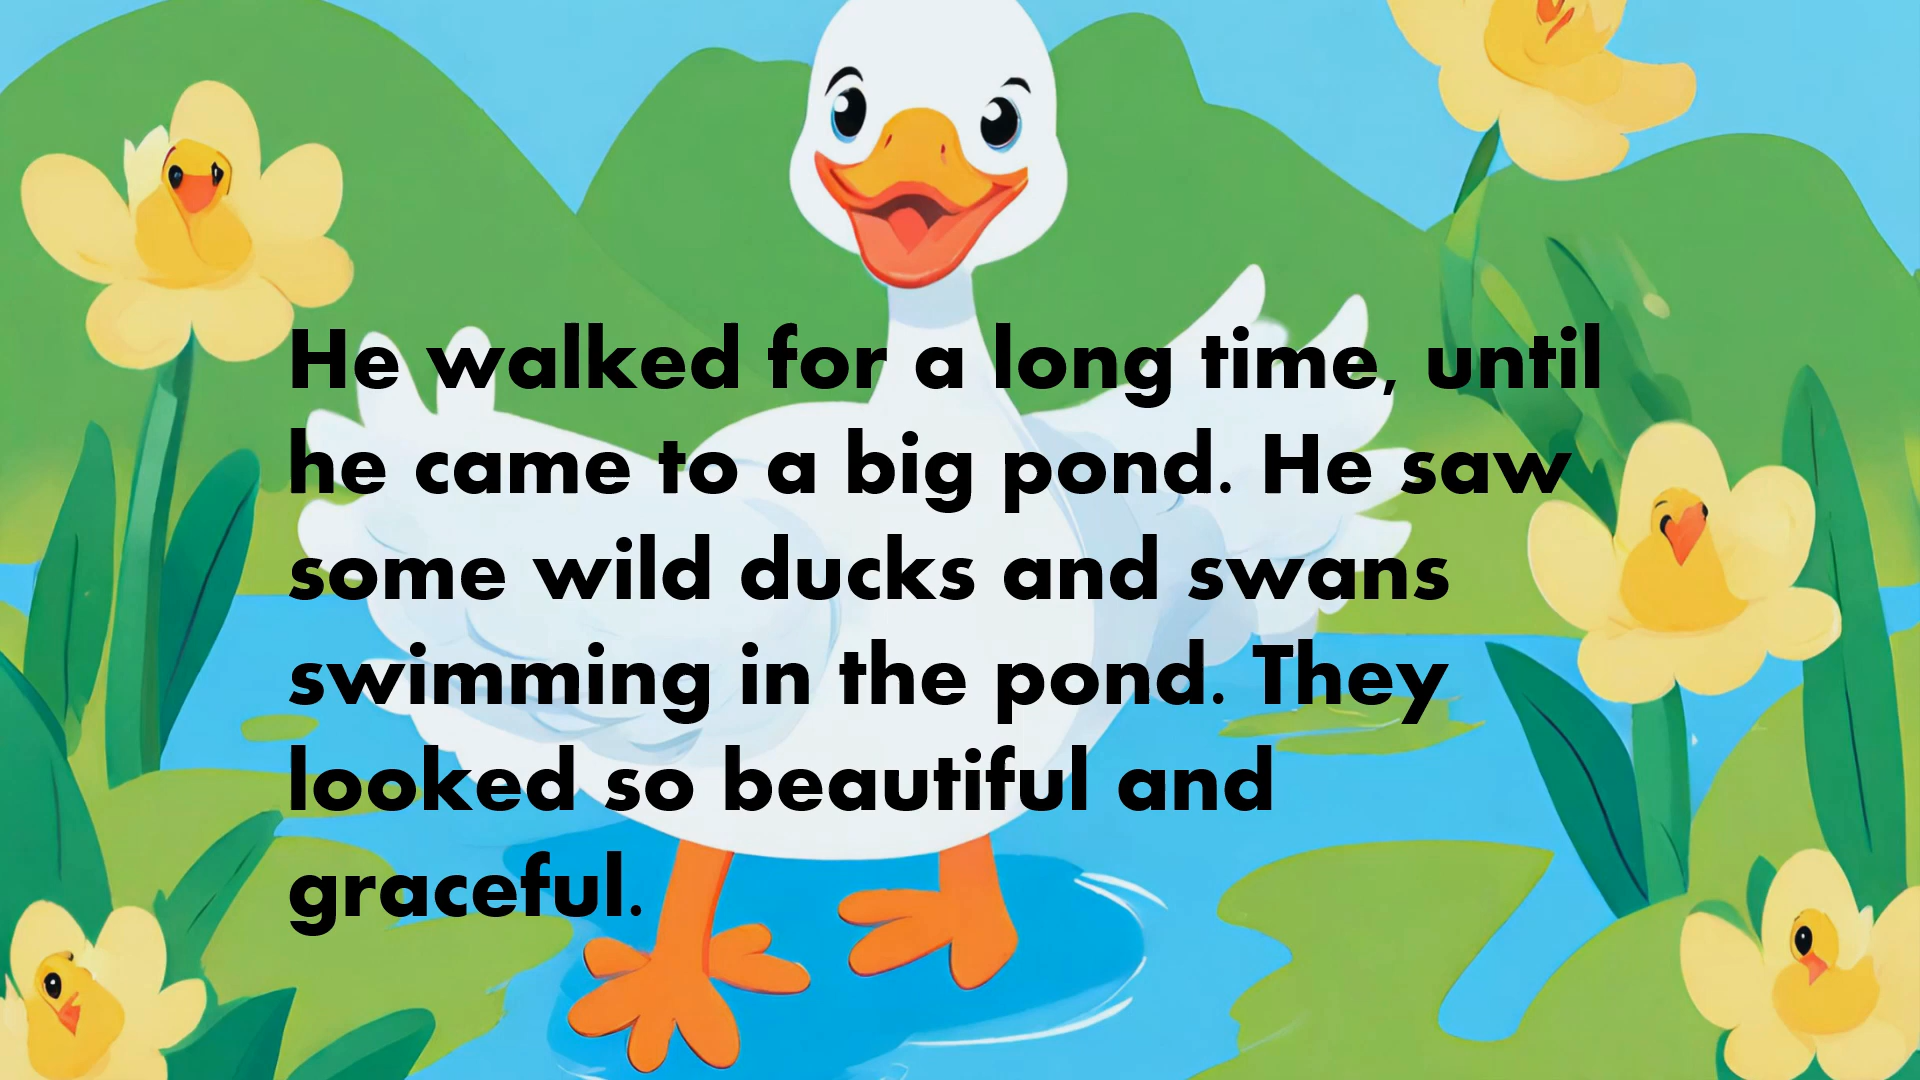 He walked for a long time, until
he came to a big pond. He saw
some wild ducks and swans
swimming in the pond. They
looked so beautiful and
graceful.